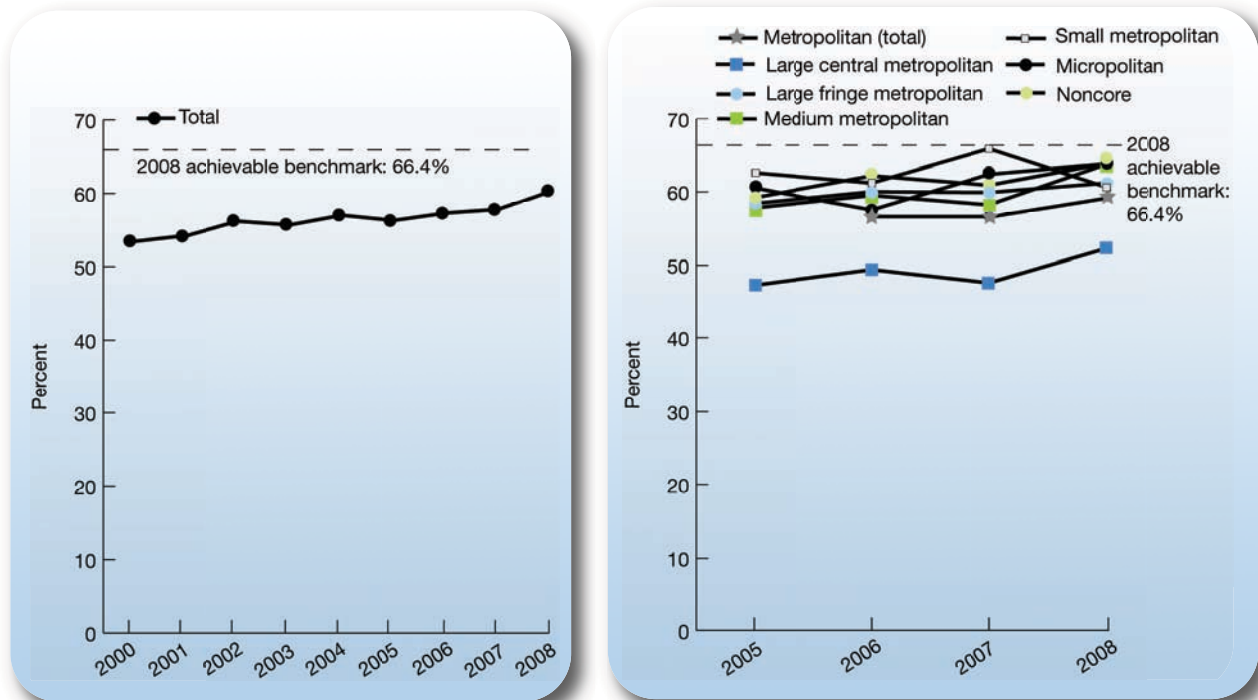 70
60
50
40
30
20
10
0
Percent
Total
2008 achievable benchmark: 66.4%
2000 2001 2002 2003 2004 2005 2006 2007 2008
Metropolitan (total)
Large central metropolitan
Large fringe metropolitan
Medium metropolitan
Small metropolitan
Micropolitan
Noncore
70
60
50
40
30
20
10
0
Percent
2008
achievable
benchmark:
66.4%
2005 2006 2007 2008